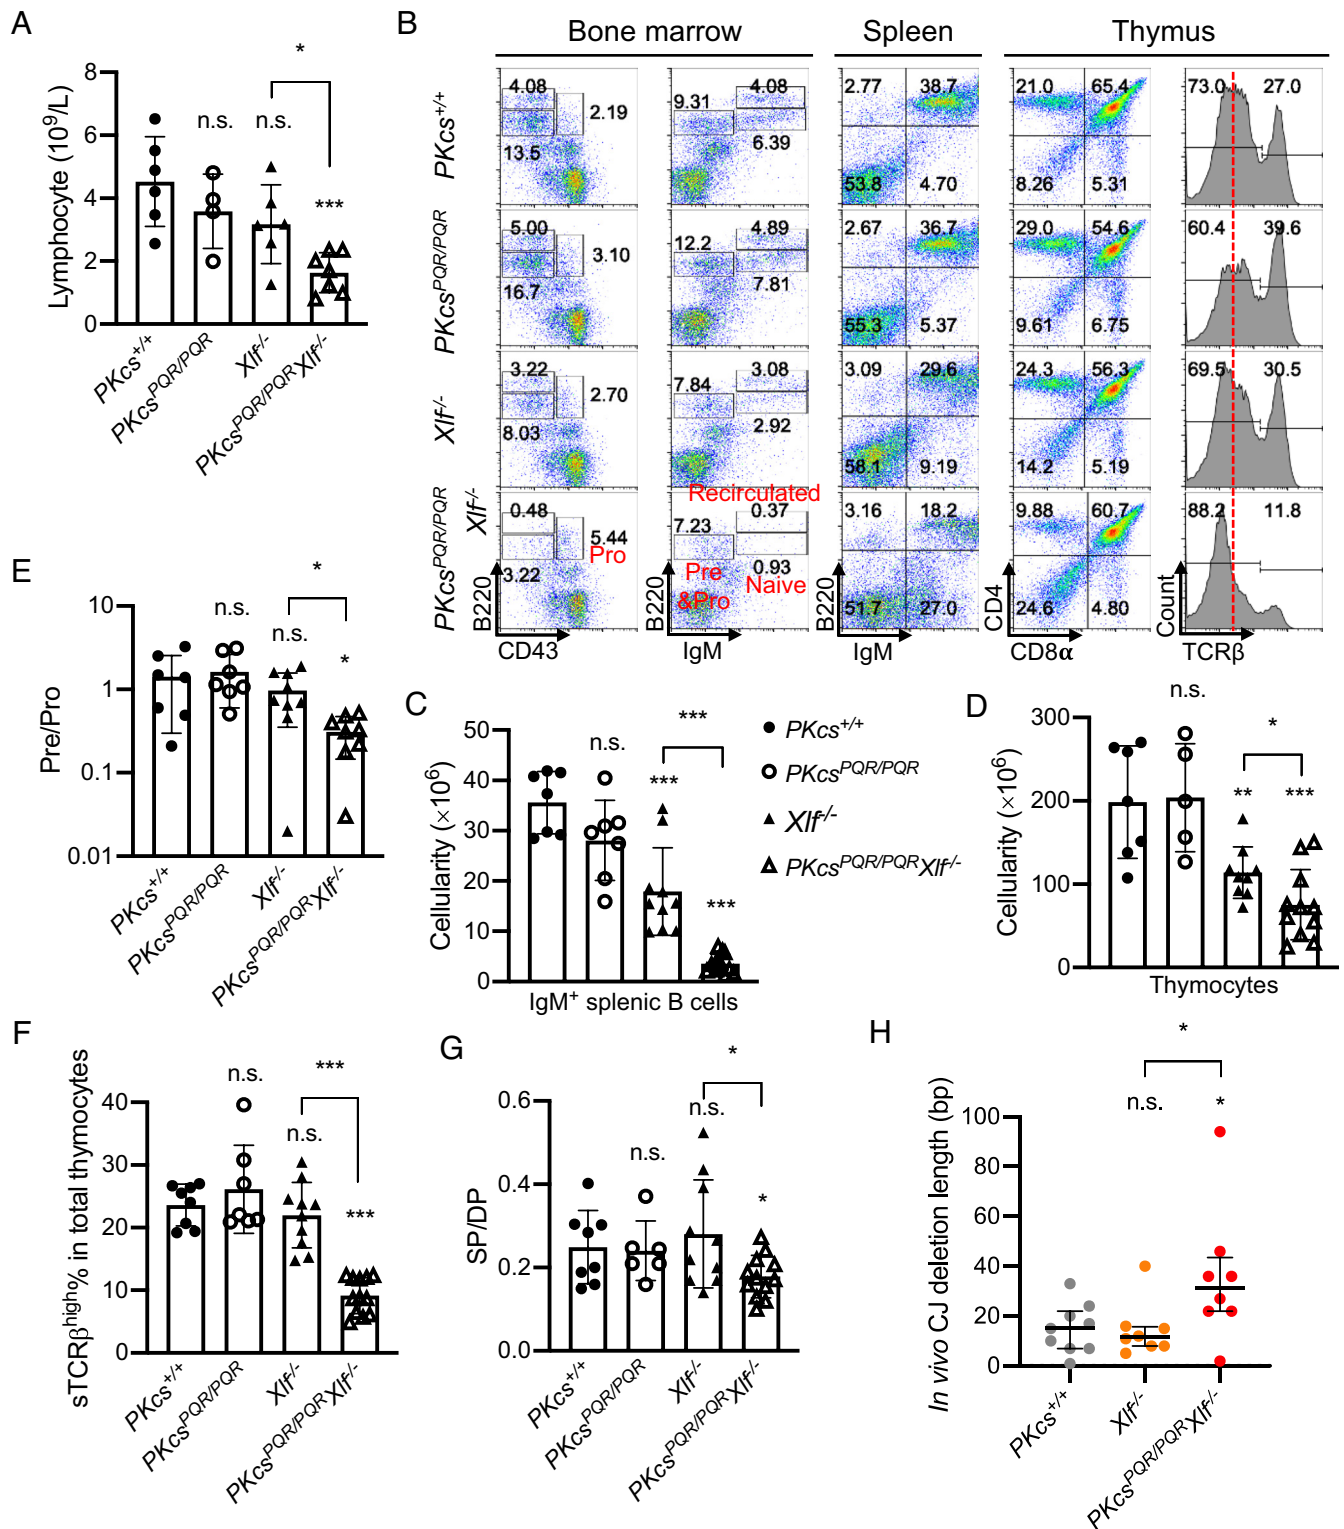 A
Lymphocyte (10⁹/L)
8
6
4
2
0
n.s.
n.s.
*
***
PKcs+/+
PKcsPQR/PQR
Xlf-/-
PKcsPQR/PQRXlf-/-
B
Bone marrow
Spleen
Thymus
PKcs+/+
4.08
2.19
13.5
4.08
9.31
6.39
2.77
38.7
53.8
4.70
21.0
65.4
8.26
5.31
73.0
27.0
PKcsPQR/PQR
5.00
3.10
16.7
4.89
12.2
7.81
2.67
36.7
55.3
5.37
29.0
54.6
9.61
6.75
60.4
39.6
Xlf-/-
3.22
2.70
8.03
3.08
7.84
2.92
3.09
29.6
58.1
9.19
24.3
56.3
14.2
5.19
69.5
30.5
PKcsPQR/PQR Xlf-/-
0.48
5.44
Pro
3.22
Recirculated
0.37
7.23
0.93
Pre
&Pro
Naive
3.16
18.2
51.7
27.0
9.88
60.7
24.6
4.80
88.2
11.8
B220
CD43
B220
IgM
B220
IgM
CD4
CD8α
Count
TCRβ
E
Pre/Pro
10
1
0.1
0.01
n.s.
n.s.
*
*
PKcs+/+
PKcsPQR/PQR
Xlf-/-
PKcsPQR/PQRXlf-/-
C
Cellularity (×10⁶)
50
40
30
20
10
0
n.s.
***
***
***
IgM+ splenic B cells
PKcs+/+
PKcsPQR/PQR
Xlf-/-
PKcsPQR/PQRXlf-/-
D
Cellularity (×10⁶)
300
200
100
0
n.s.
**
*
***
Thymocytes
F
sTCRβhigh% in total thymocytes
40
30
20
10
0
n.s.
n.s.
***
***
PKcs+/+
PKcsPQR/PQR
Xlf-/-
PKcsPQR/PQRXlf-/-
G
SP/DP
0.6
0.4
0.2
0.0
n.s.
n.s.
*
*
PKcs+/+
PKcsPQR/PQR
Xlf-/-
PKcsPQR/PQRXlf-/-
H
In vivo CJ deletion length (bp)
100
80
60
40
20
0
n.s.
*
*
PKcs+/+
Xlf-/-
PKcsPQR/PQRXlf-/-